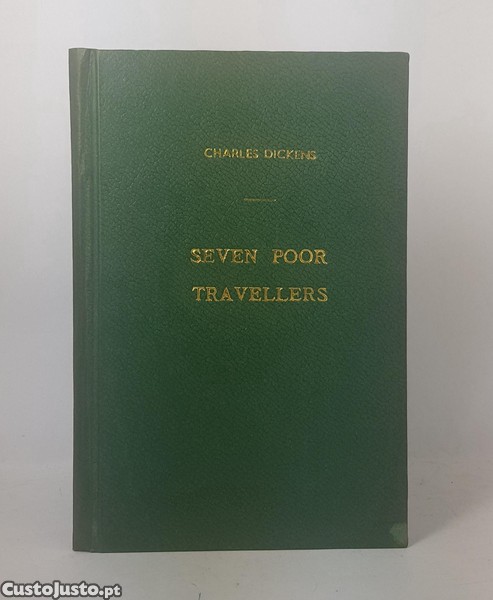 CHARLES DICKENS
SEVEN POOR
TRAVELLERS
CustoJusto.pt